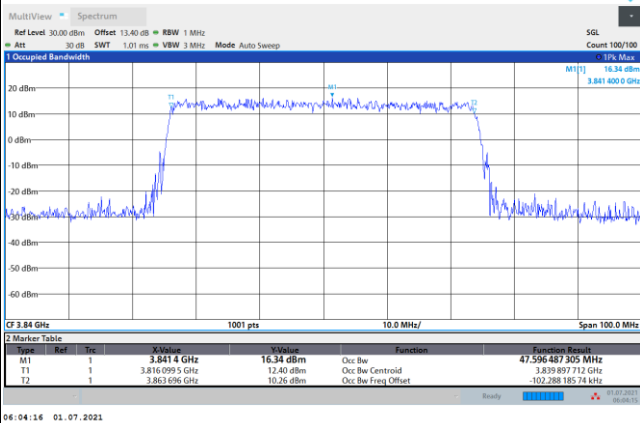 MultiView Spectrum
Ref Level 30.00 dBm Offset 13.40 dB RBW 1 MHz SGL
Att 30 dB SWT 1.01 ms VBW 3 MHz Mode Auto Sweep Count 100/100
1 Occupied Bandwidth 1Pk Max
M1[1] 16.34 dBm
3.841 400 0 GHz
20 dBm
T1 M1 T2
10 dBm
0 dBm
-10 dBm
-20 dBm
-30 dBm
-40 dBm
-50 dBm
-60 dBm
CF 3.84 GHz 1001 pts 10.0 MHz/ Span 100.0 MHz
2 Marker Table
Type Ref Trc X-Value Y-Value Function Function Result
M1 1 3.841 4 GHz 16.34 dBm Occ Bw 47.596 487 305 MHz
T1 1 3.816 099 5 GHz 12.40 dBm Occ Bw Centroid 3.839 897 712 GHz
T2 1 3.863 696 GHz 10.26 dBm Occ Bw Freq Offset -102.288 185 74 kHz
Ready 01.07.2021
06:04:15
06:04:16 01.07.2021